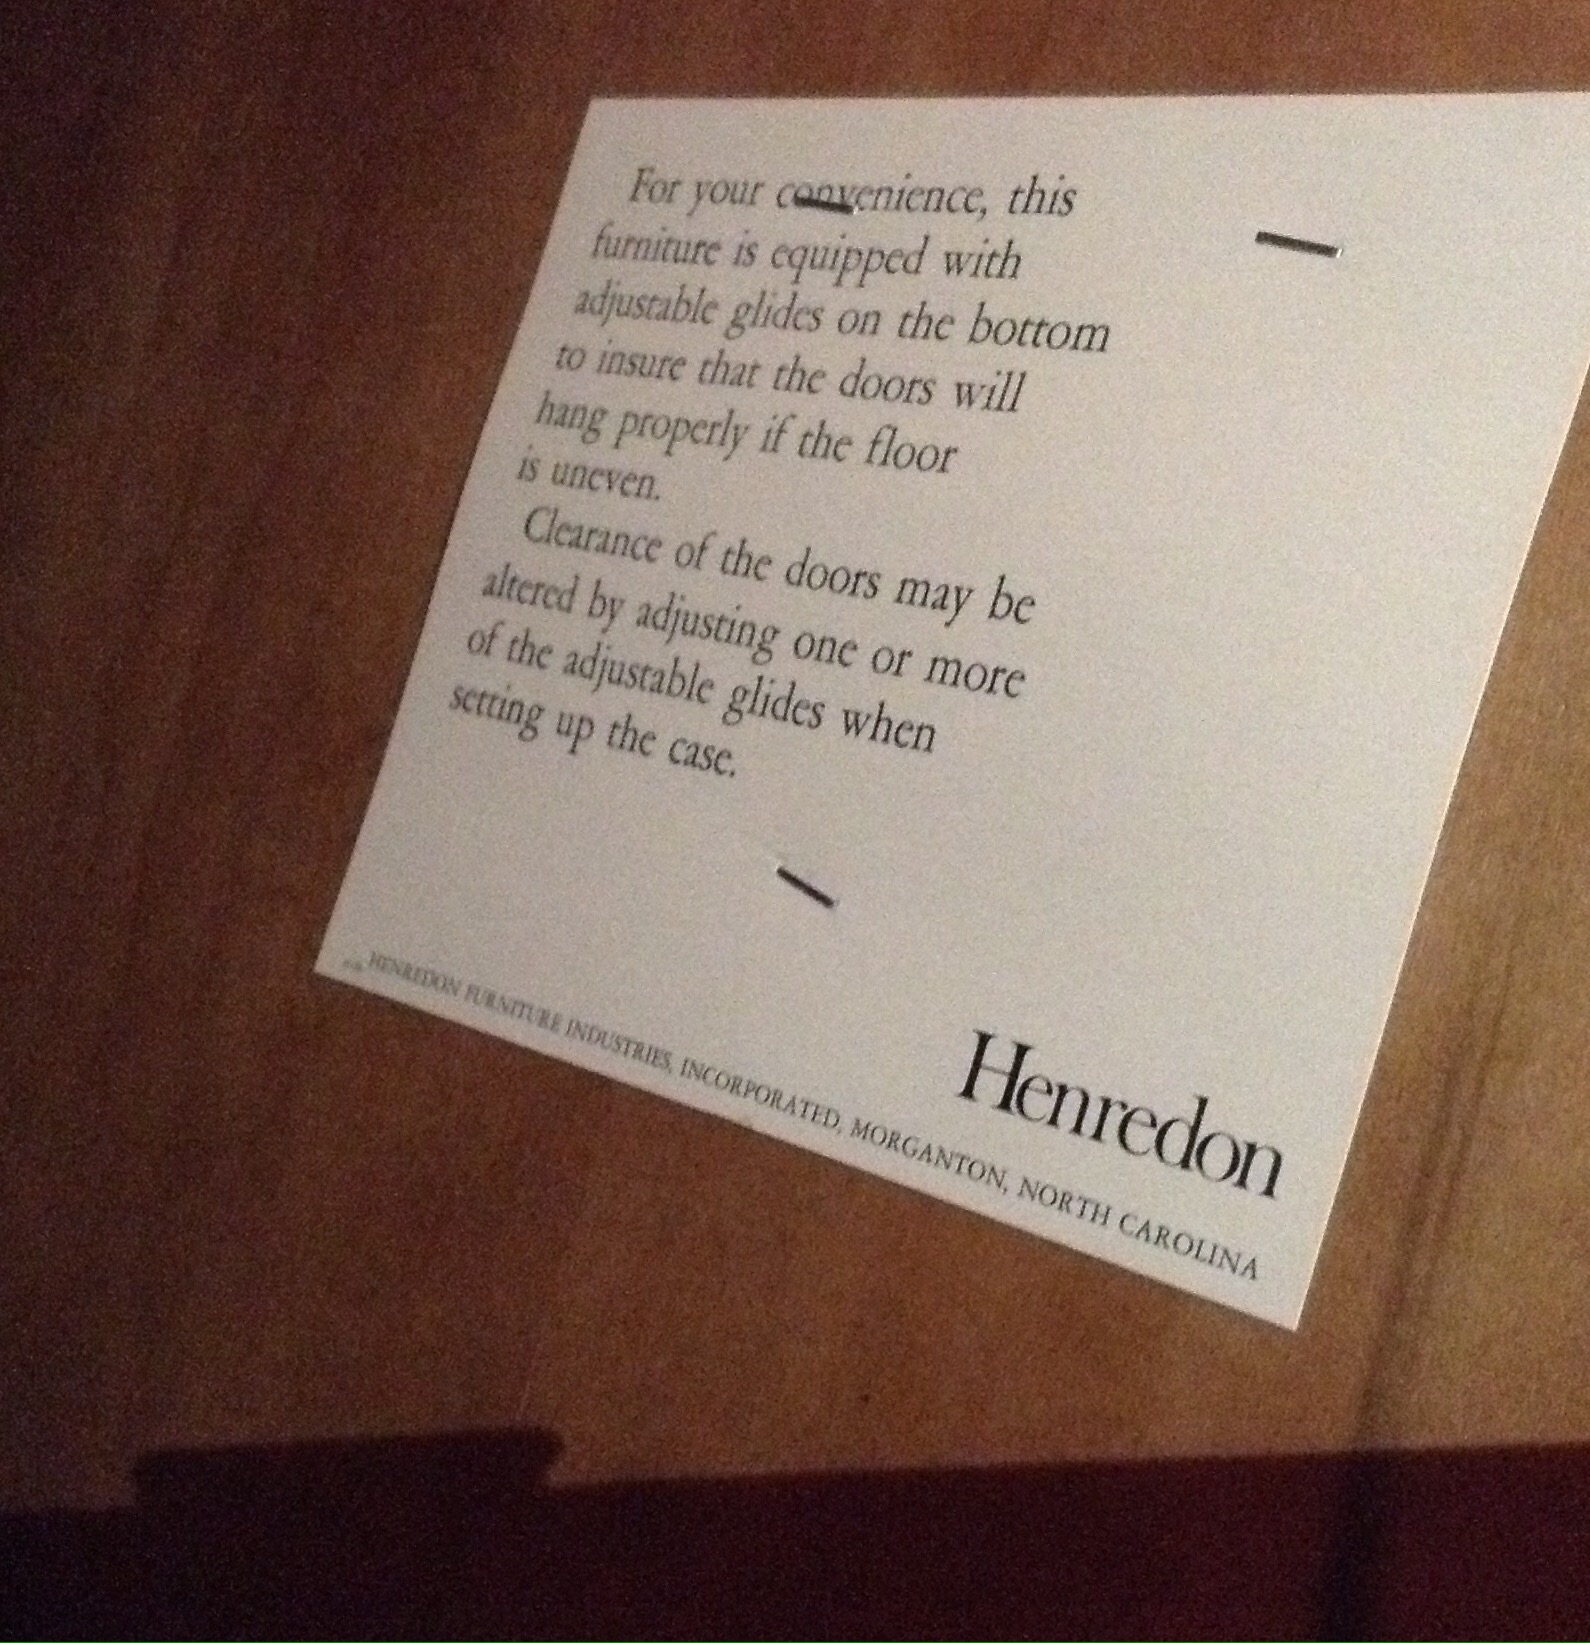 For your convenience, this
furniture is equipped with
adjustable glides on the bottom
to insure that the doors will
hang properly if the floor
is uneven.
Clearance of the doors may be
altered by adjusting one or more
of the adjustable glides when
setting up the case.
Henredon
HENREDON FURNITURE INDUSTRIES, INCORPORATED, MORGANTON, NORTH CAROLINA